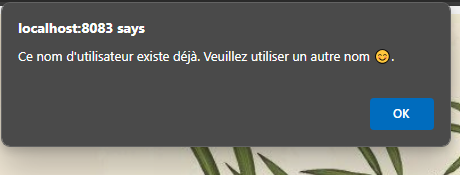 localhost:8083 says
Ce nom d'utilisateur existe déjà. Veuillez utiliser un autre nom 😊.
OK